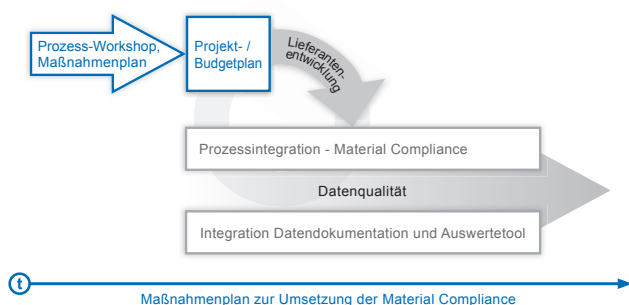 Prozess-Workshop,
Maßnahmenplan
Projekt- /
Budgetplan
Lieferanten-
entwicklung
Prozessintegration - Material Compliance
Datenqualität
Integration Datendokumentation und Auswertetool
t
Maßnahmenplan zur Umsetzung der Material Compliance